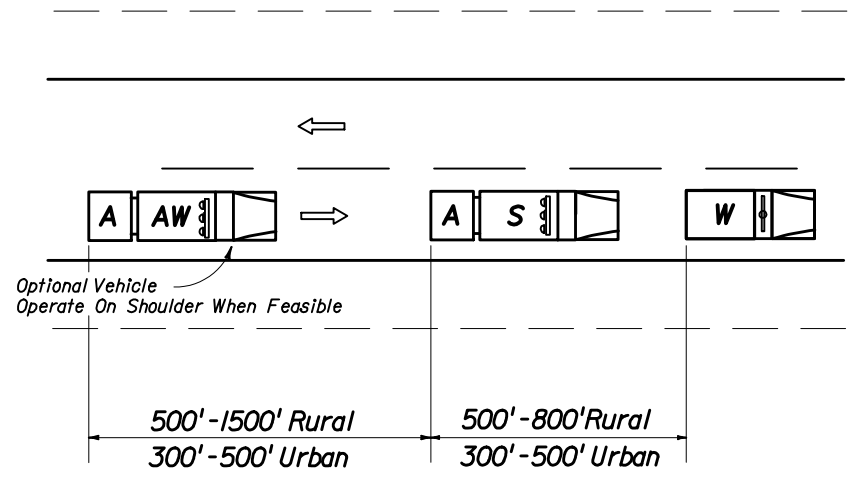 A AW A S W
Optional Vehicle
Operate On Shoulder When Feasible
500'-1500' Rural
300'-500' Urban
500'-800' Rural
300'-500' Urban